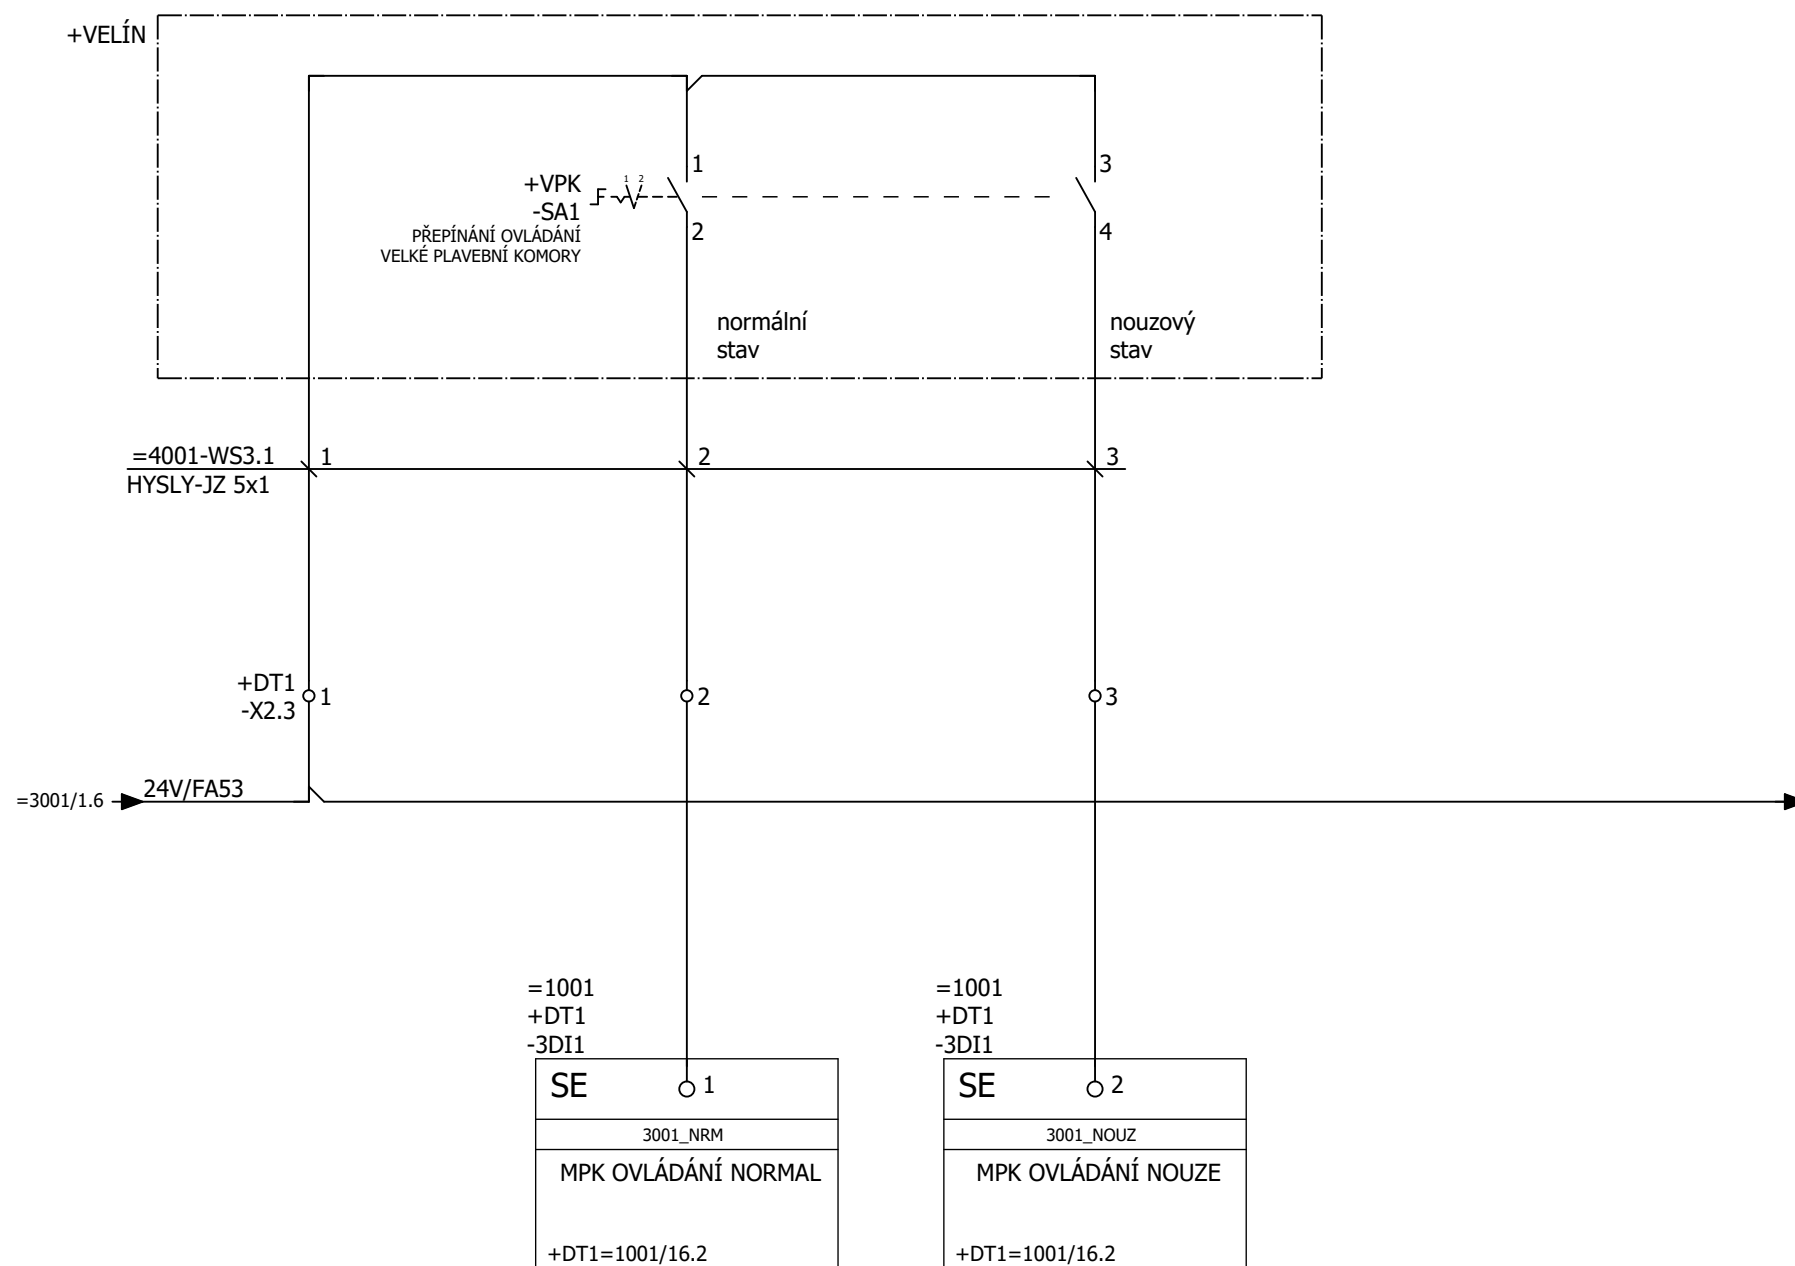 +VELÍN
1
3
+VPK
1 2
-SA1
2
4
PŘEPÍNÁNÍ OVLÁDÁNÍ
VELKÉ PLAVEBNÍ KOMORY
normální
stav
nouzový
stav
=4001-WS3.1
1
2
3
HYSLY-JZ 5x1
+DT1
-X2.3
1
2
3
=3001/1.6
24V/FA53
=1001
+DT1
-3DI1
=1001
+DT1
-3DI1
SE
1
SE
2
3001_NRM
3001_NOUZ
MPK OVLÁDÁNÍ NORMAL
MPK OVLÁDÁNÍ NOUZE
+DT1=1001/16.2
+DT1=1001/16.2